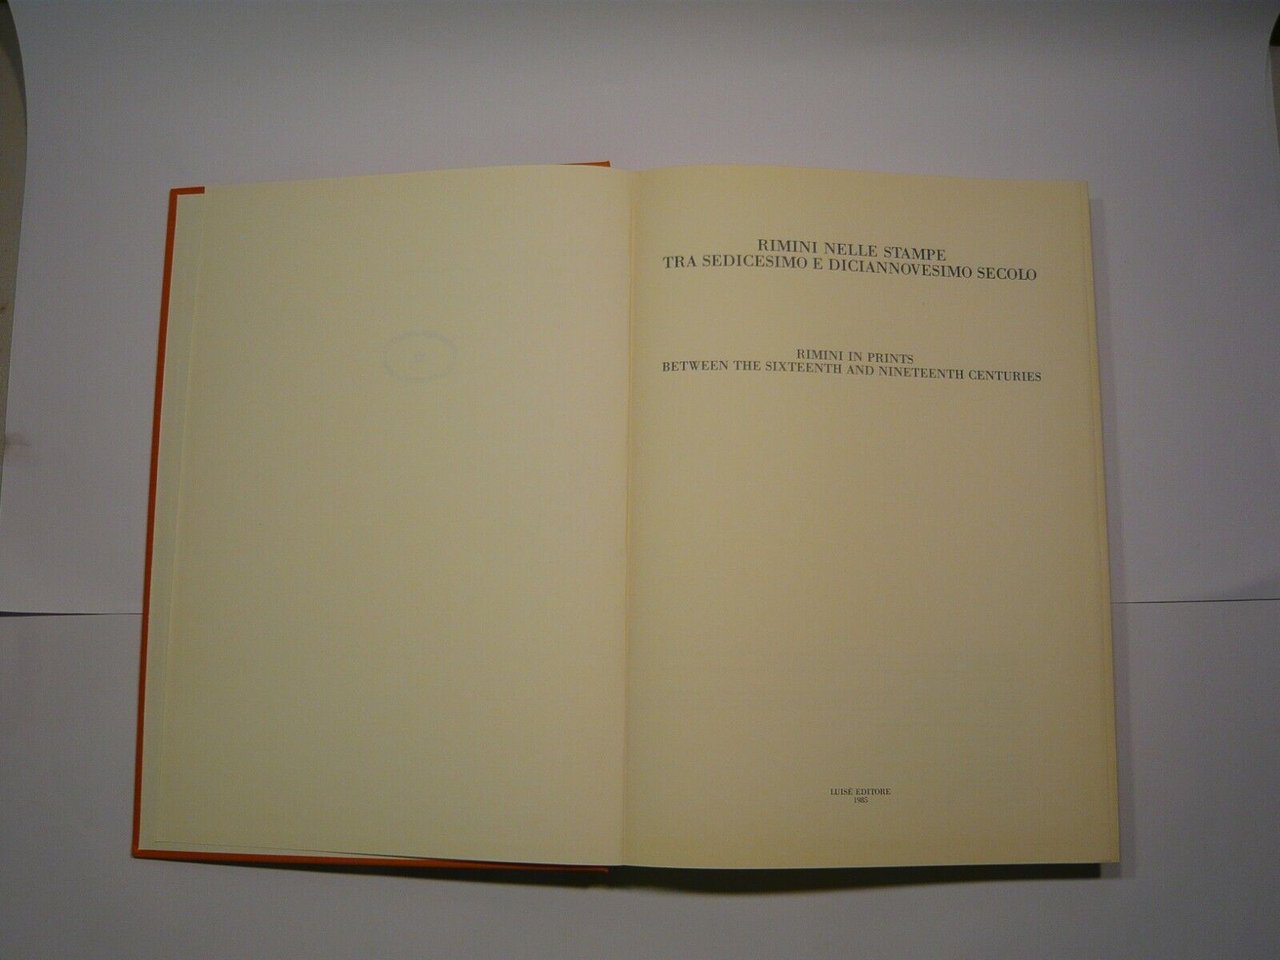 RIMINI NELLE STAMPE
TRA SEDICESIMO E DICIANNOVESIMO SECOLO
RIMINI IN PRINTS
BETWEEN THE SIXTEENTH AND NINETEENTH CENTURIES
LUISÈ EDITORE
1985